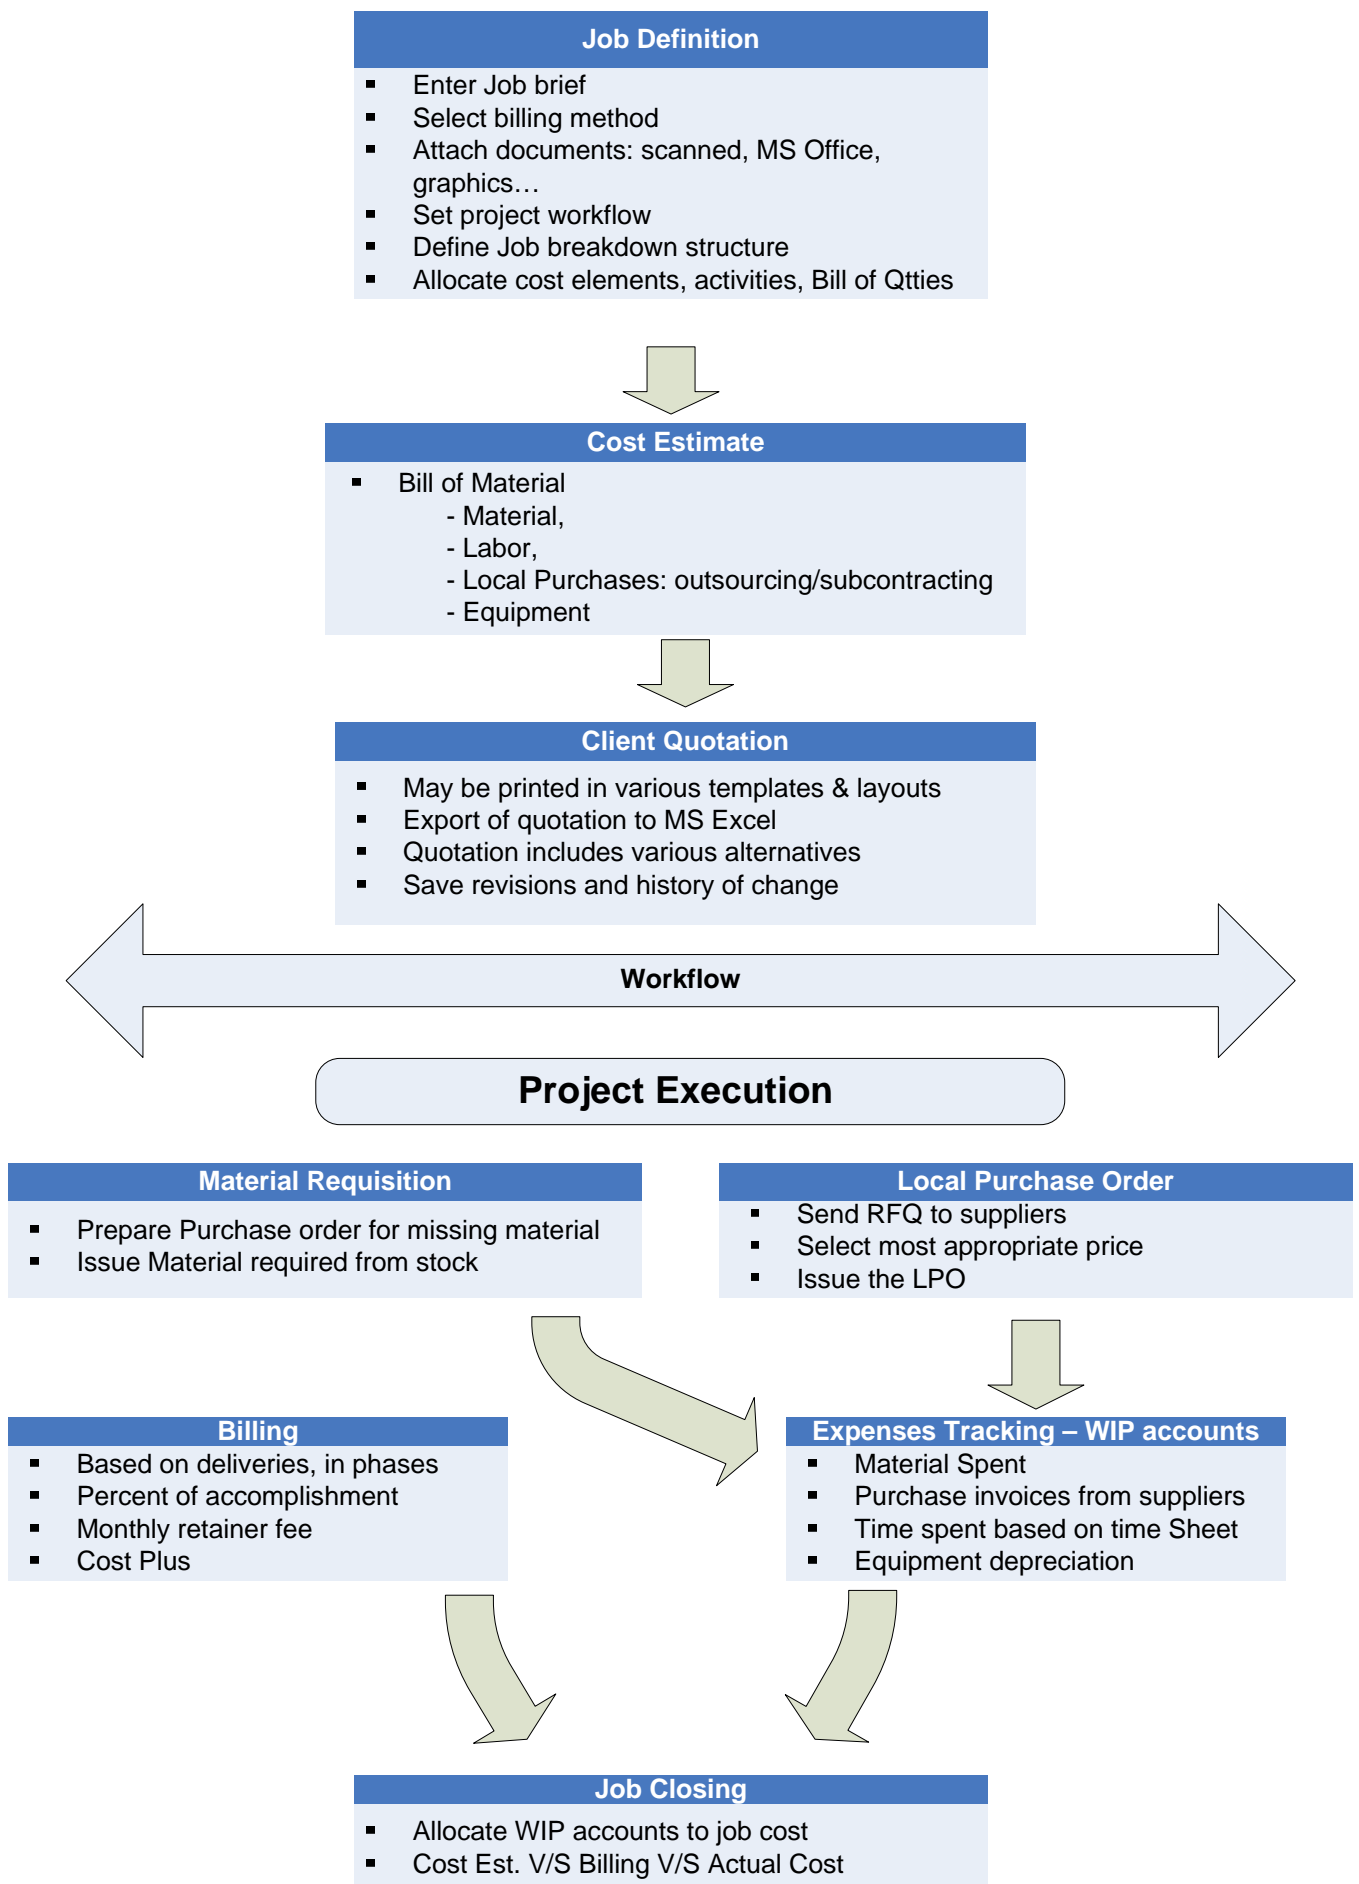 Job Definition
▪ Enter Job brief
▪ Select billing method
▪ Attach documents: scanned, MS Office,
graphics…
▪ Set project workflow
▪ Define Job breakdown structure
▪ Allocate cost elements, activities, Bill of Qtties
Cost Estimate
▪ Bill of Material
- Material,
- Labor,
- Local Purchases: outsourcing/subcontracting
- Equipment
Client Quotation
▪ May be printed in various templates & layouts
▪ Export of quotation to MS Excel
▪ Quotation includes various alternatives
▪ Save revisions and history of change
Workflow
Project Execution
Material Requisition
▪ Prepare Purchase order for missing material
▪ Issue Material required from stock
Local Purchase Order
▪ Send RFQ to suppliers
▪ Select most appropriate price
▪ Issue the LPO
Billing
▪ Based on deliveries, in phases
▪ Percent of accomplishment
▪ Monthly retainer fee
▪ Cost Plus
Expenses Tracking – WIP accounts
▪ Material Spent
▪ Purchase invoices from suppliers
▪ Time spent based on time Sheet
▪ Equipment depreciation
Job Closing
▪ Allocate WIP accounts to job cost
▪ Cost Est. V/S Billing V/S Actual Cost